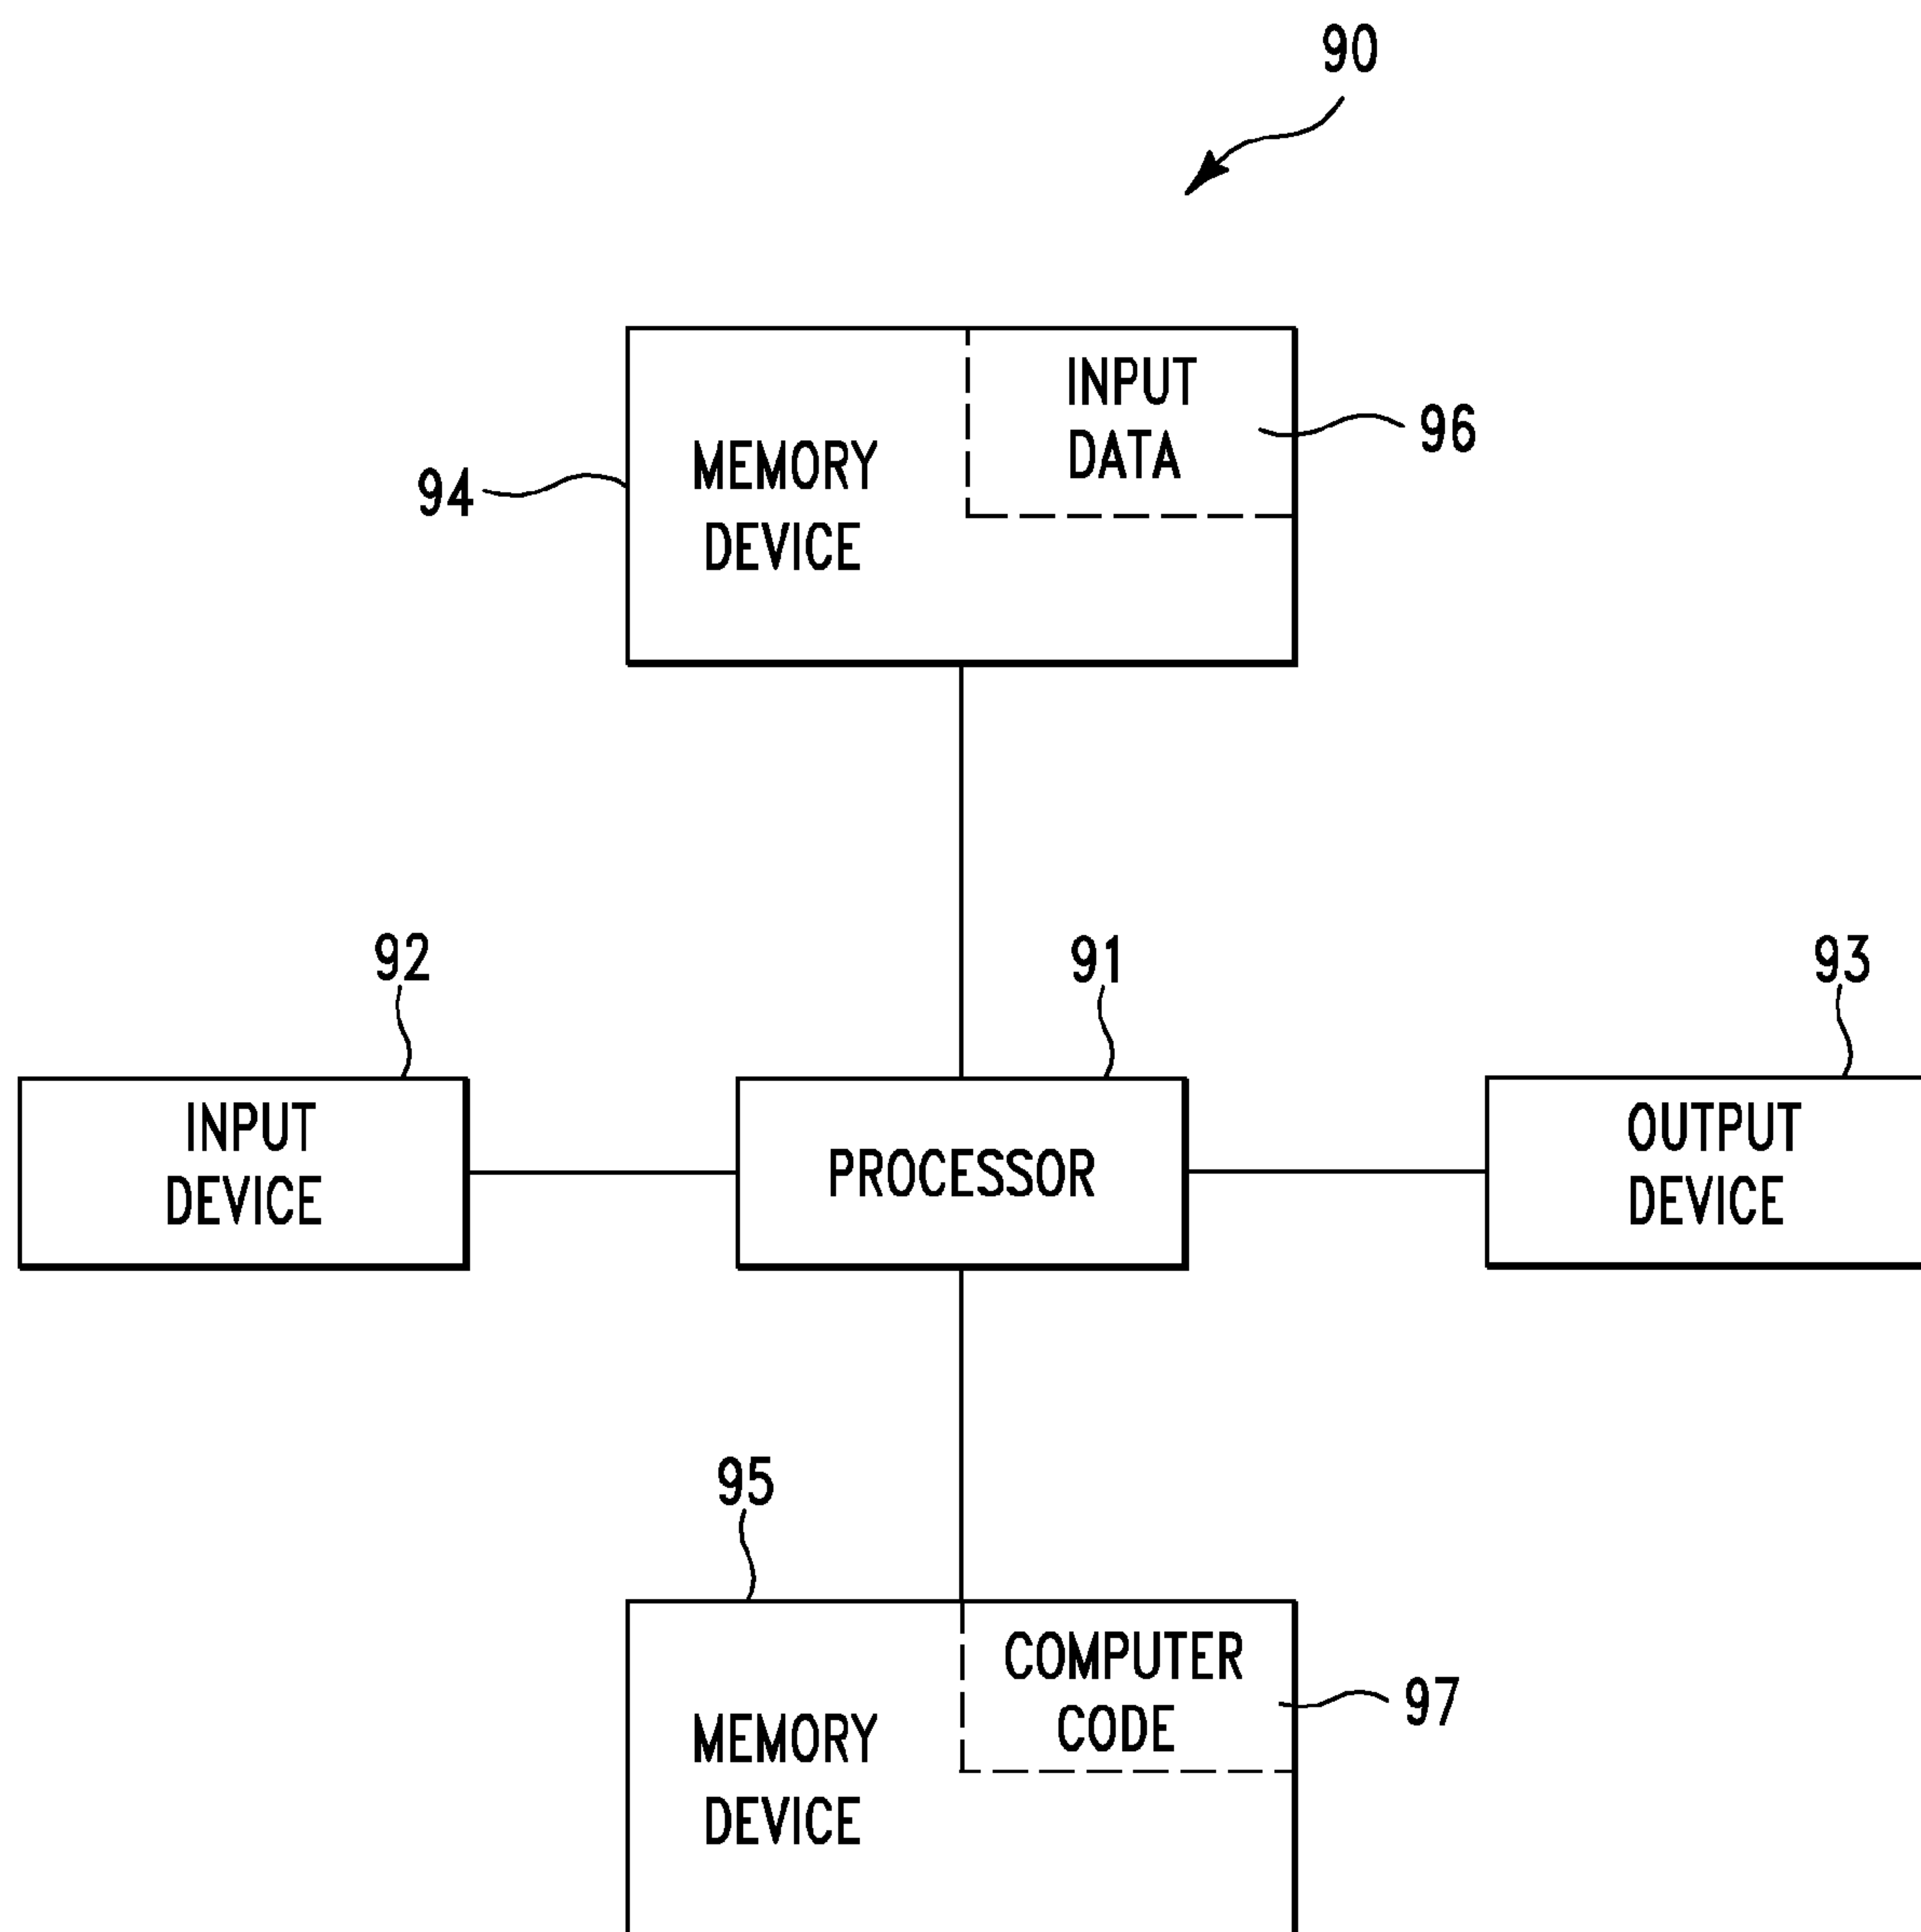 90
INPUT
DATA
96
MEMORY
DEVICE
94
92
91
93
INPUT
DEVICE
PROCESSOR
OUTPUT
DEVICE
95
COMPUTER
CODE
97
MEMORY
DEVICE